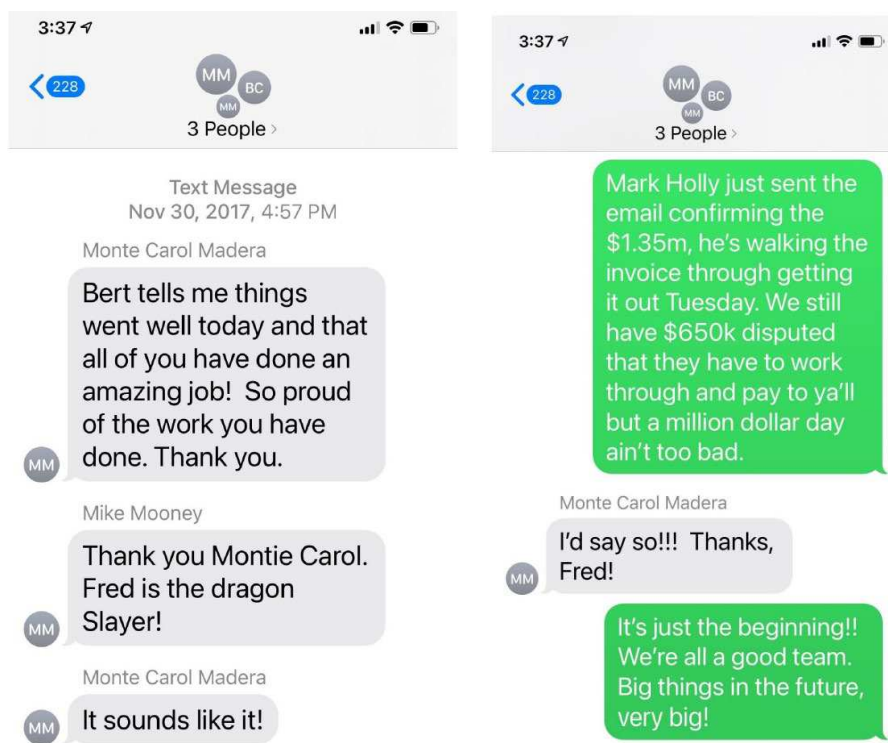 3:37
228
MM
BC
MM
3 People
Text Message
Nov 30, 2017, 4:57 PM
Monte Carol Madera
Bert tells me things
went well today and that
all of you have done an
amazing job!  So proud
of the work you have
done. Thank you.
MM
Mike Mooney
Thank you Montie Carol.
Fred is the dragon
Slayer!
MM
Monte Carol Madera
It sounds like it!
MM
3:37
228
MM
BC
MM
3 People
Mark Holly just sent the
email confirming the
$1.35m, he's walking the
invoice through getting
it out Tuesday. We still
have $650k disputed
that they have to work
through and pay to ya'll
but a million dollar day
ain't too bad.
Monte Carol Madera
I'd say so!!!  Thanks,
Fred!
MM
It's just the beginning!!
We're all a good team.
Big things in the future,
very big!